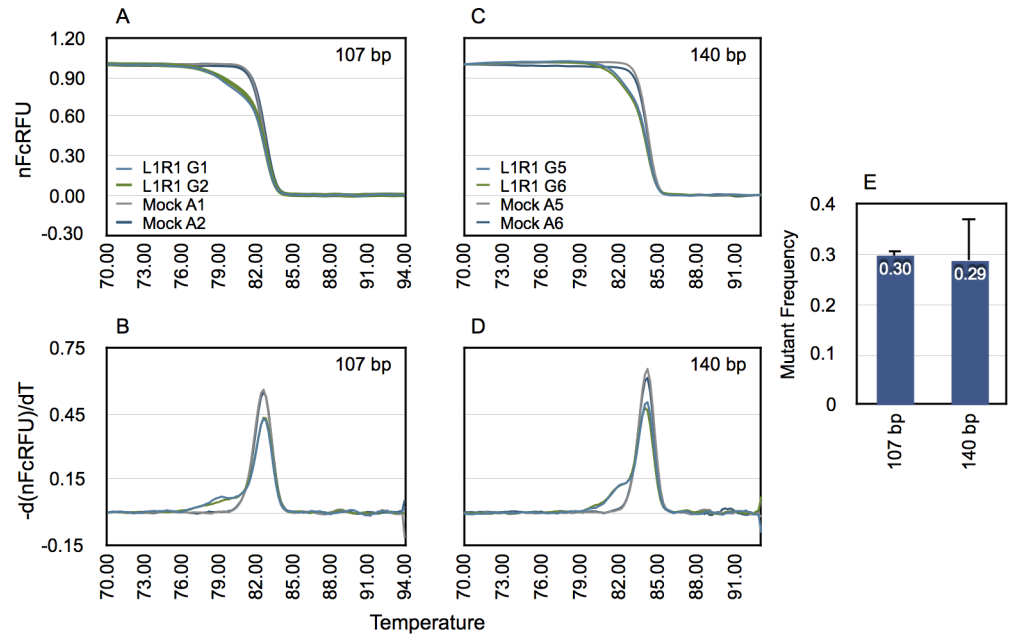 A
107 bp
nFcRFU
1.20
0.90
0.60
0.30
0.00
-0.30
L1R1 G1
L1R1 G2
Mock A1
Mock A2
70.00
73.00
76.00
79.00
82.00
85.00
88.00
91.00
94.00
C
140 bp
L1R1 G5
L1R1 G6
Mock A5
Mock A6
70.00
73.00
76.00
79.00
82.00
85.00
88.00
91.00
B
107 bp
-d(nFcRFU)/dT
0.75
0.45
0.15
-0.15
70.00
73.00
76.00
79.00
82.00
85.00
88.00
91.00
94.00
D
140 bp
70.00
73.00
76.00
79.00
82.00
85.00
88.00
91.00
Temperature
E
Mutant Frequency
0.4
0.3
0.2
0.1
0
0.30
0.29
107 bp
140 bp